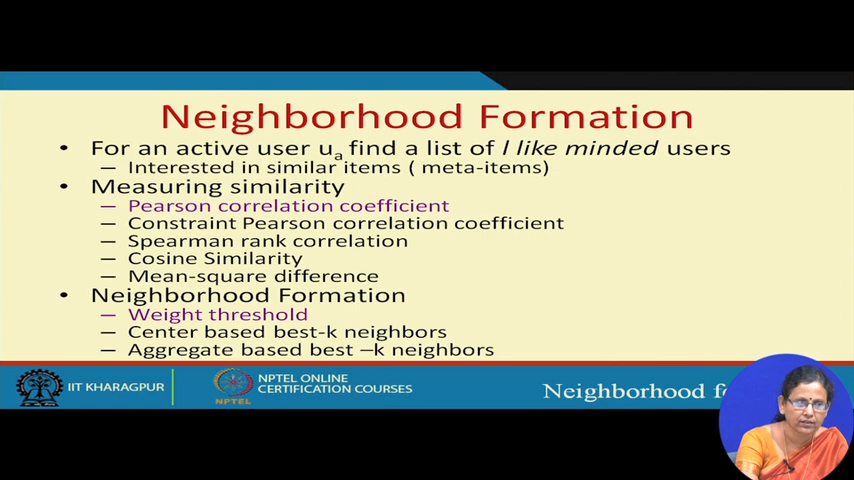 Neighborhood Formation
• For an active user uₐ find a list of l like minded users
– Interested in similar items ( meta-items)
• Measuring similarity
– Pearson correlation coefficient
– Constraint Pearson correlation coefficient
– Spearman rank correlation
– Cosine Similarity
– Mean-square difference
• Neighborhood Formation
– Weight threshold
– Center based best-k neighbors
– Aggregate based best –k neighbors
IIT KHARAGPUR
NPTEL
NPTEL ONLINE
CERTIFICATION COURSES
Neighborhood fo